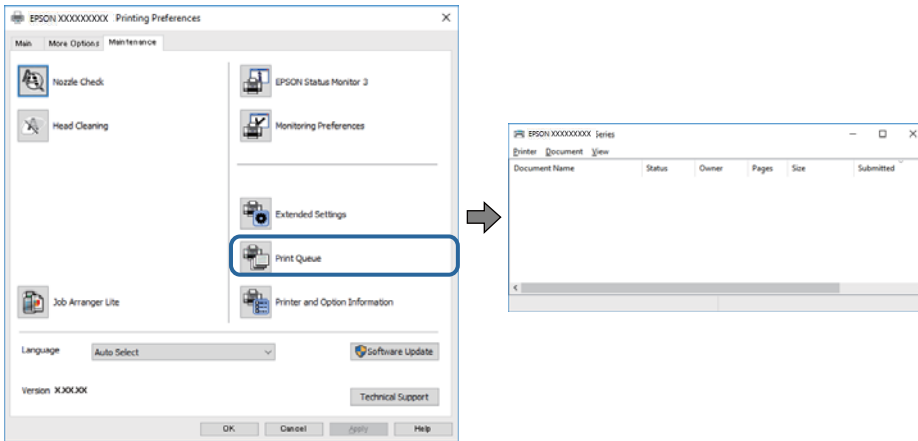 EPSON XXXXXXXXX Printing Preferences
Main More Options Maintenance
Nozzle Check
EPSON Status Monitor 3
Head Cleaning
Monitoring Preferences
Extended Settings
Print Queue
Job Arranger Lite
Printer and Option Information
Language Auto Select Software Update
Version X.XX.XX
Technical Support
OK Cancel Apply Help
EPSON XXXXXXXXX Series
Printer Document View
Document Name Status Owner Pages Size Submitted